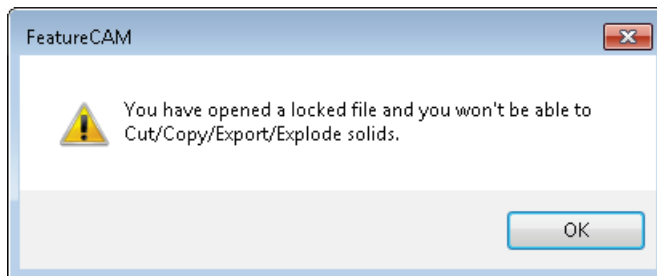 FeatureCAM
You have opened a locked file and you won't be able to
Cut/Copy/Export/Explode solids.
OK